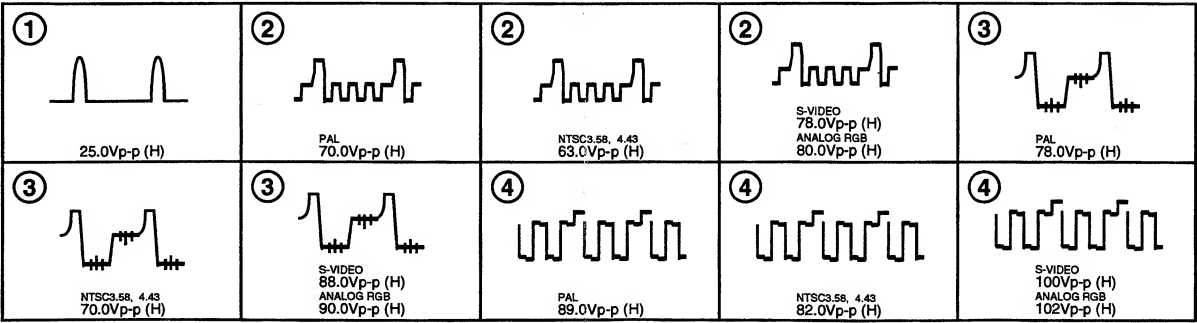 ①
25.0Vp-p (H)
②
PAL
70.0Vp-p (H)
②
NTSC3.58, 4.43
63.0Vp-p (H)
②
S-VIDEO
78.0Vp-p (H)
ANALOG RGB
80.0Vp-p (H)
③
PAL
78.0Vp-p (H)
③
NTSC3.58, 4.43
70.0Vp-p (H)
③
S-VIDEO
88.0Vp-p (H)
ANALOG RGB
90.0Vp-p (H)
④
PAL
89.0Vp-p (H)
④
NTSC3.58, 4.43
82.0Vp-p (H)
④
S-VIDEO
100Vp-p (H)
ANALOG RGB
102Vp-p (H)